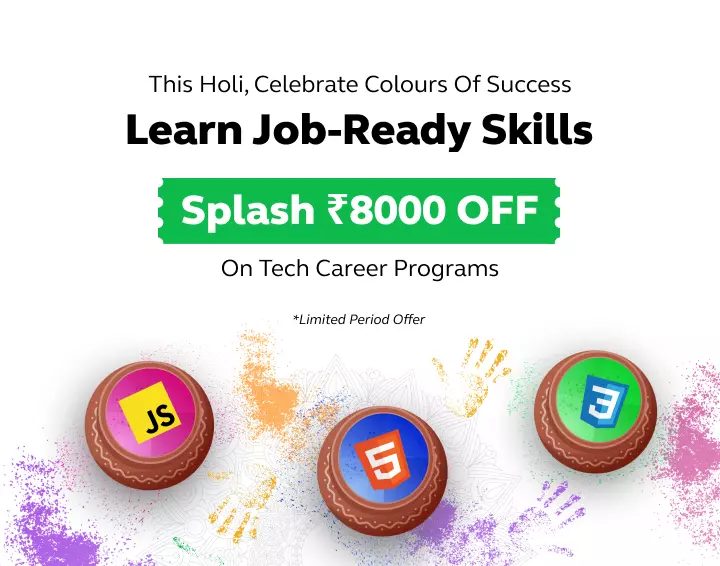 This Holi, Celebrate Colours Of Success
Learn Job-Ready Skills
Splash ₹8000 OFF
On Tech Career Programs
*Limited Period Offer
JS
5
3